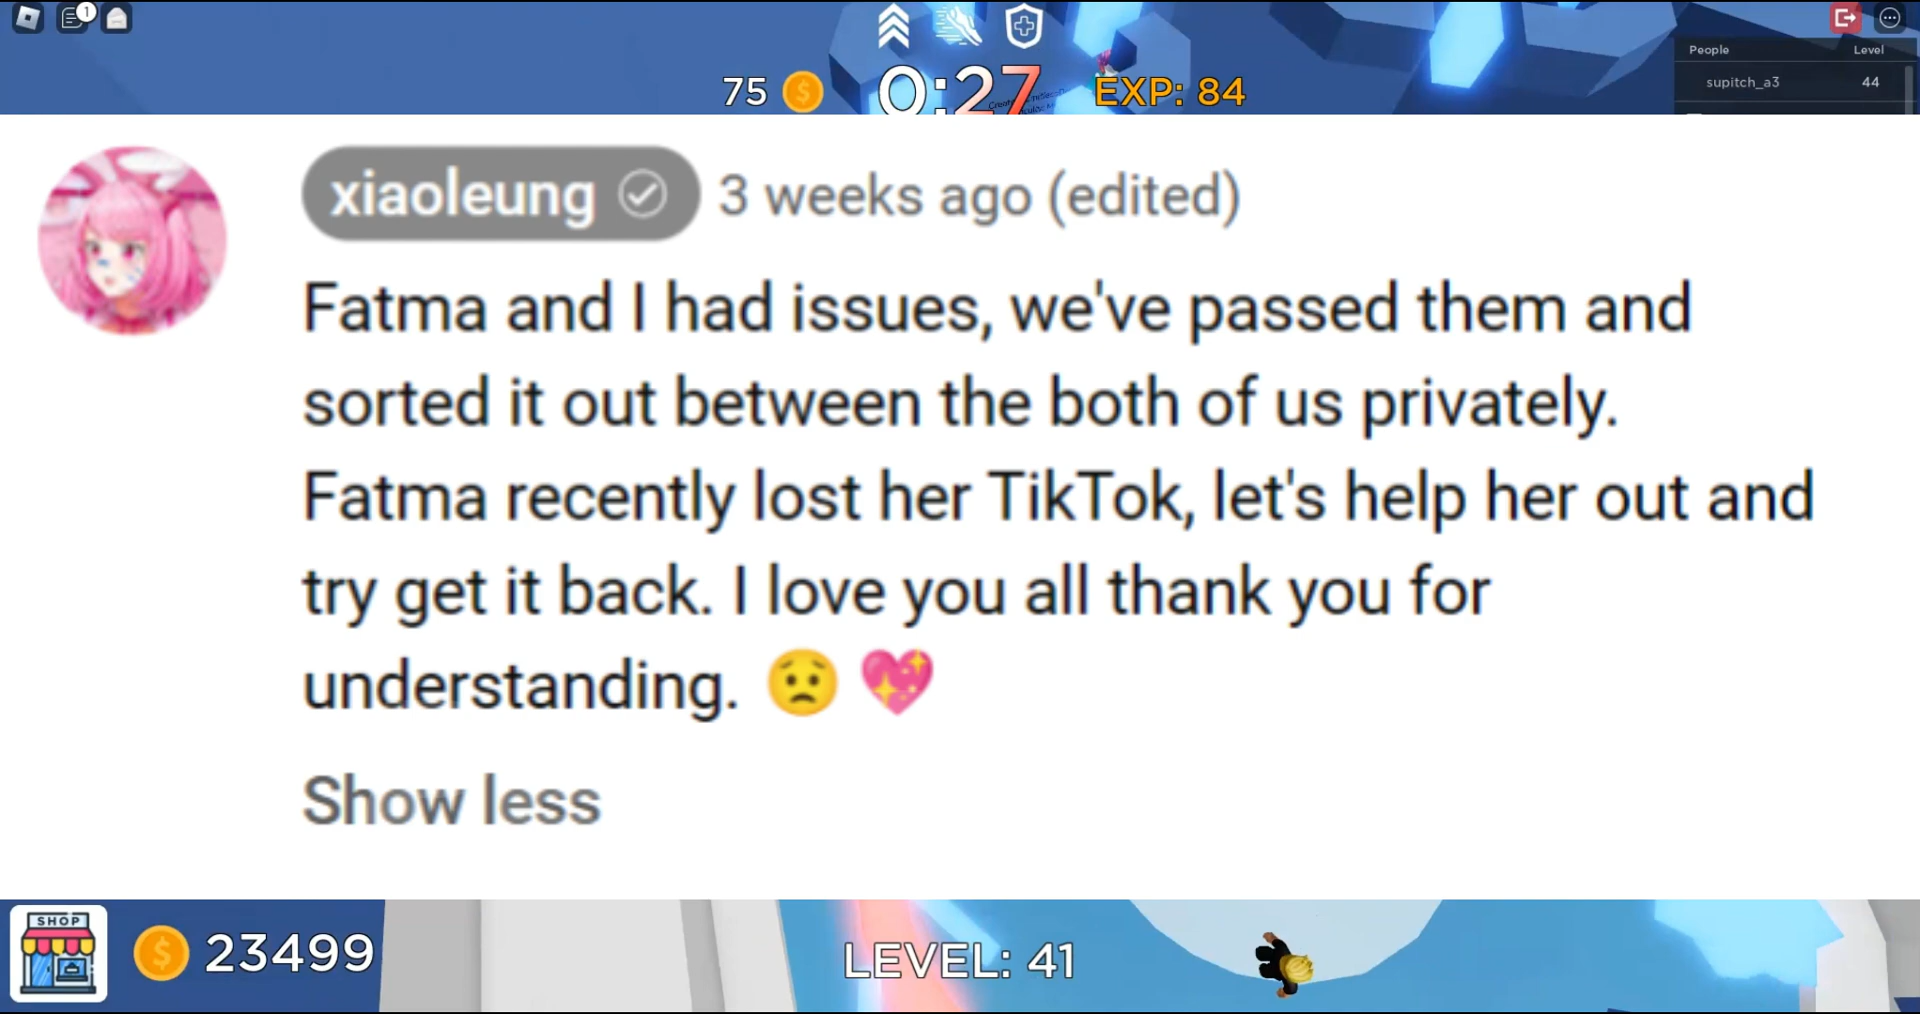 1
People Level
supitch_a3 44
75 0:27 EXP: 84
xiaoleung 3 weeks ago (edited)
Fatma and I had issues, we've passed them and
sorted it out between the both of us privately.
Fatma recently lost her TikTok, let's help her out and
try get it back. I love you all thank you for
understanding. 😟 💖
Show less
SHOP
23499
LEVEL: 41